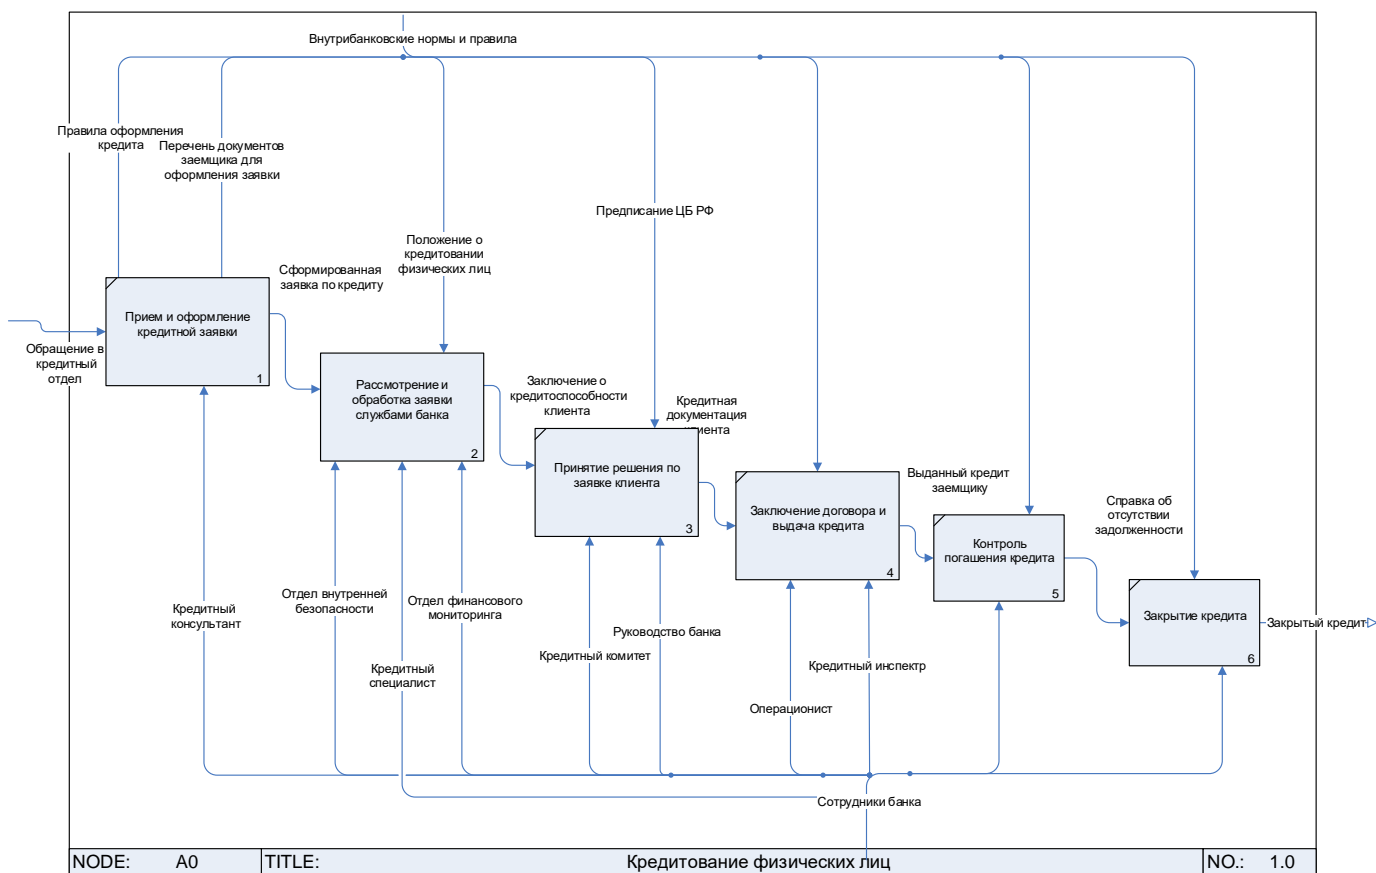 Внутрибанковские нормы и правила
Правила оформления
кредита
Перечень документов
заемщика для
оформления заявки
Предписание ЦБ РФ
Положение о
кредитовании
физических лиц
Сформированная
заявка по кредиту
Прием и оформление
кредитной заявки
1
Обращение в
кредитный
отдел
Рассмотрение и
обработка заявки
службами банка
2
Заключение о
кредитоспособности
клиента
Кредитная
документация
клиента
Принятие решения по
заявке клиента
3
Выданный кредит
заемщику
Заключение договора и
выдача кредита
4
Справка об
отсутствии
задолженности
Контроль
погашения кредита
5
Закрытие кредита
6
Закрытый кредит
Кредитный
консультант
Отдел внутренней
безопасности
Отдел финансового
мониторинга
Кредитный
специалист
Кредитный комитет
Руководство банка
Кредитный инспектр
Операционист
Сотрудники банка
NODE: A0 TITLE: Кредитование физических лиц NO.: 1.0